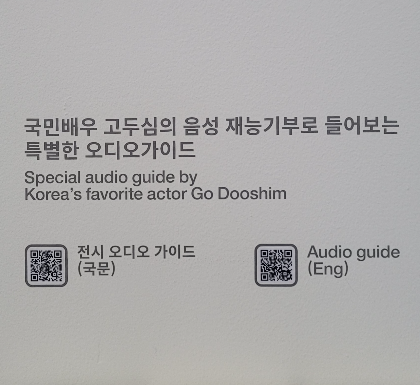 국민배우 고두심의 음성 재능기부로 들어보는
특별한 오디오가이드
Special audio guide by
Korea's favorite actor Go Dooshim
전시 오디오 가이드
(국문)
Audio guide
(Eng)